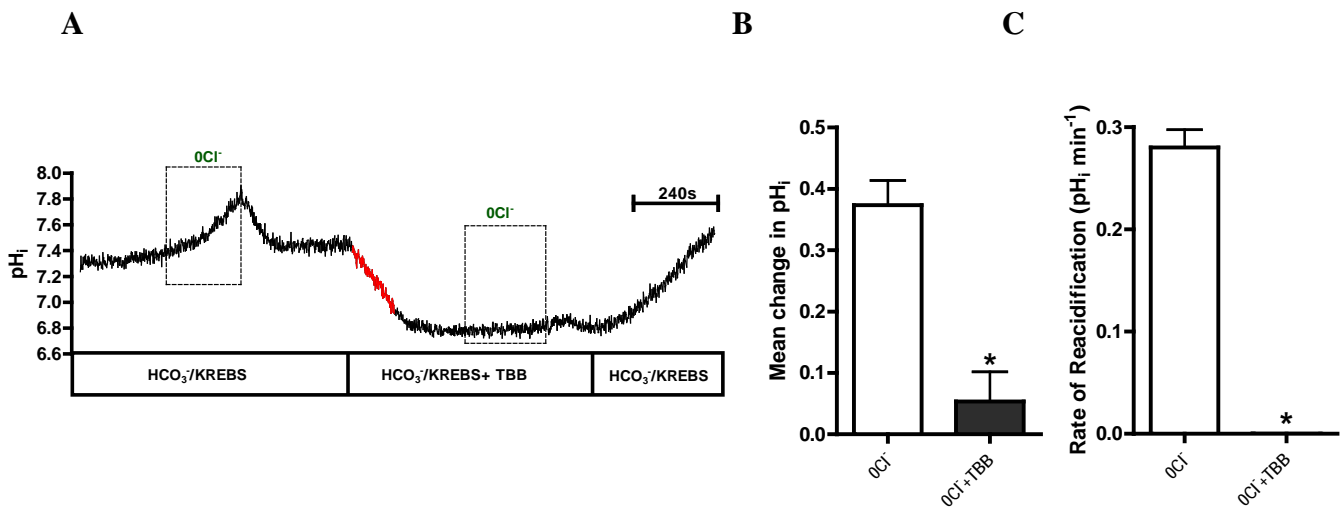 A
B
C
0Cl⁻
0Cl⁻
240s
pHᵢ
8.0
7.8
7.6
7.4
7.2
7.0
6.8
6.6
HCO₃⁻/KREBS
HCO₃⁻/KREBS+ TBB
HCO₃⁻/KREBS
Mean change in pHᵢ
0.5
0.4
0.3
0.2
0.1
0.0
*
0Cl⁻
0Cl⁻+TBB
Rate of Reacidification (pHᵢ min⁻¹)
0.3
0.2
0.1
0.0
*
0Cl⁻
0Cl⁻+TBB